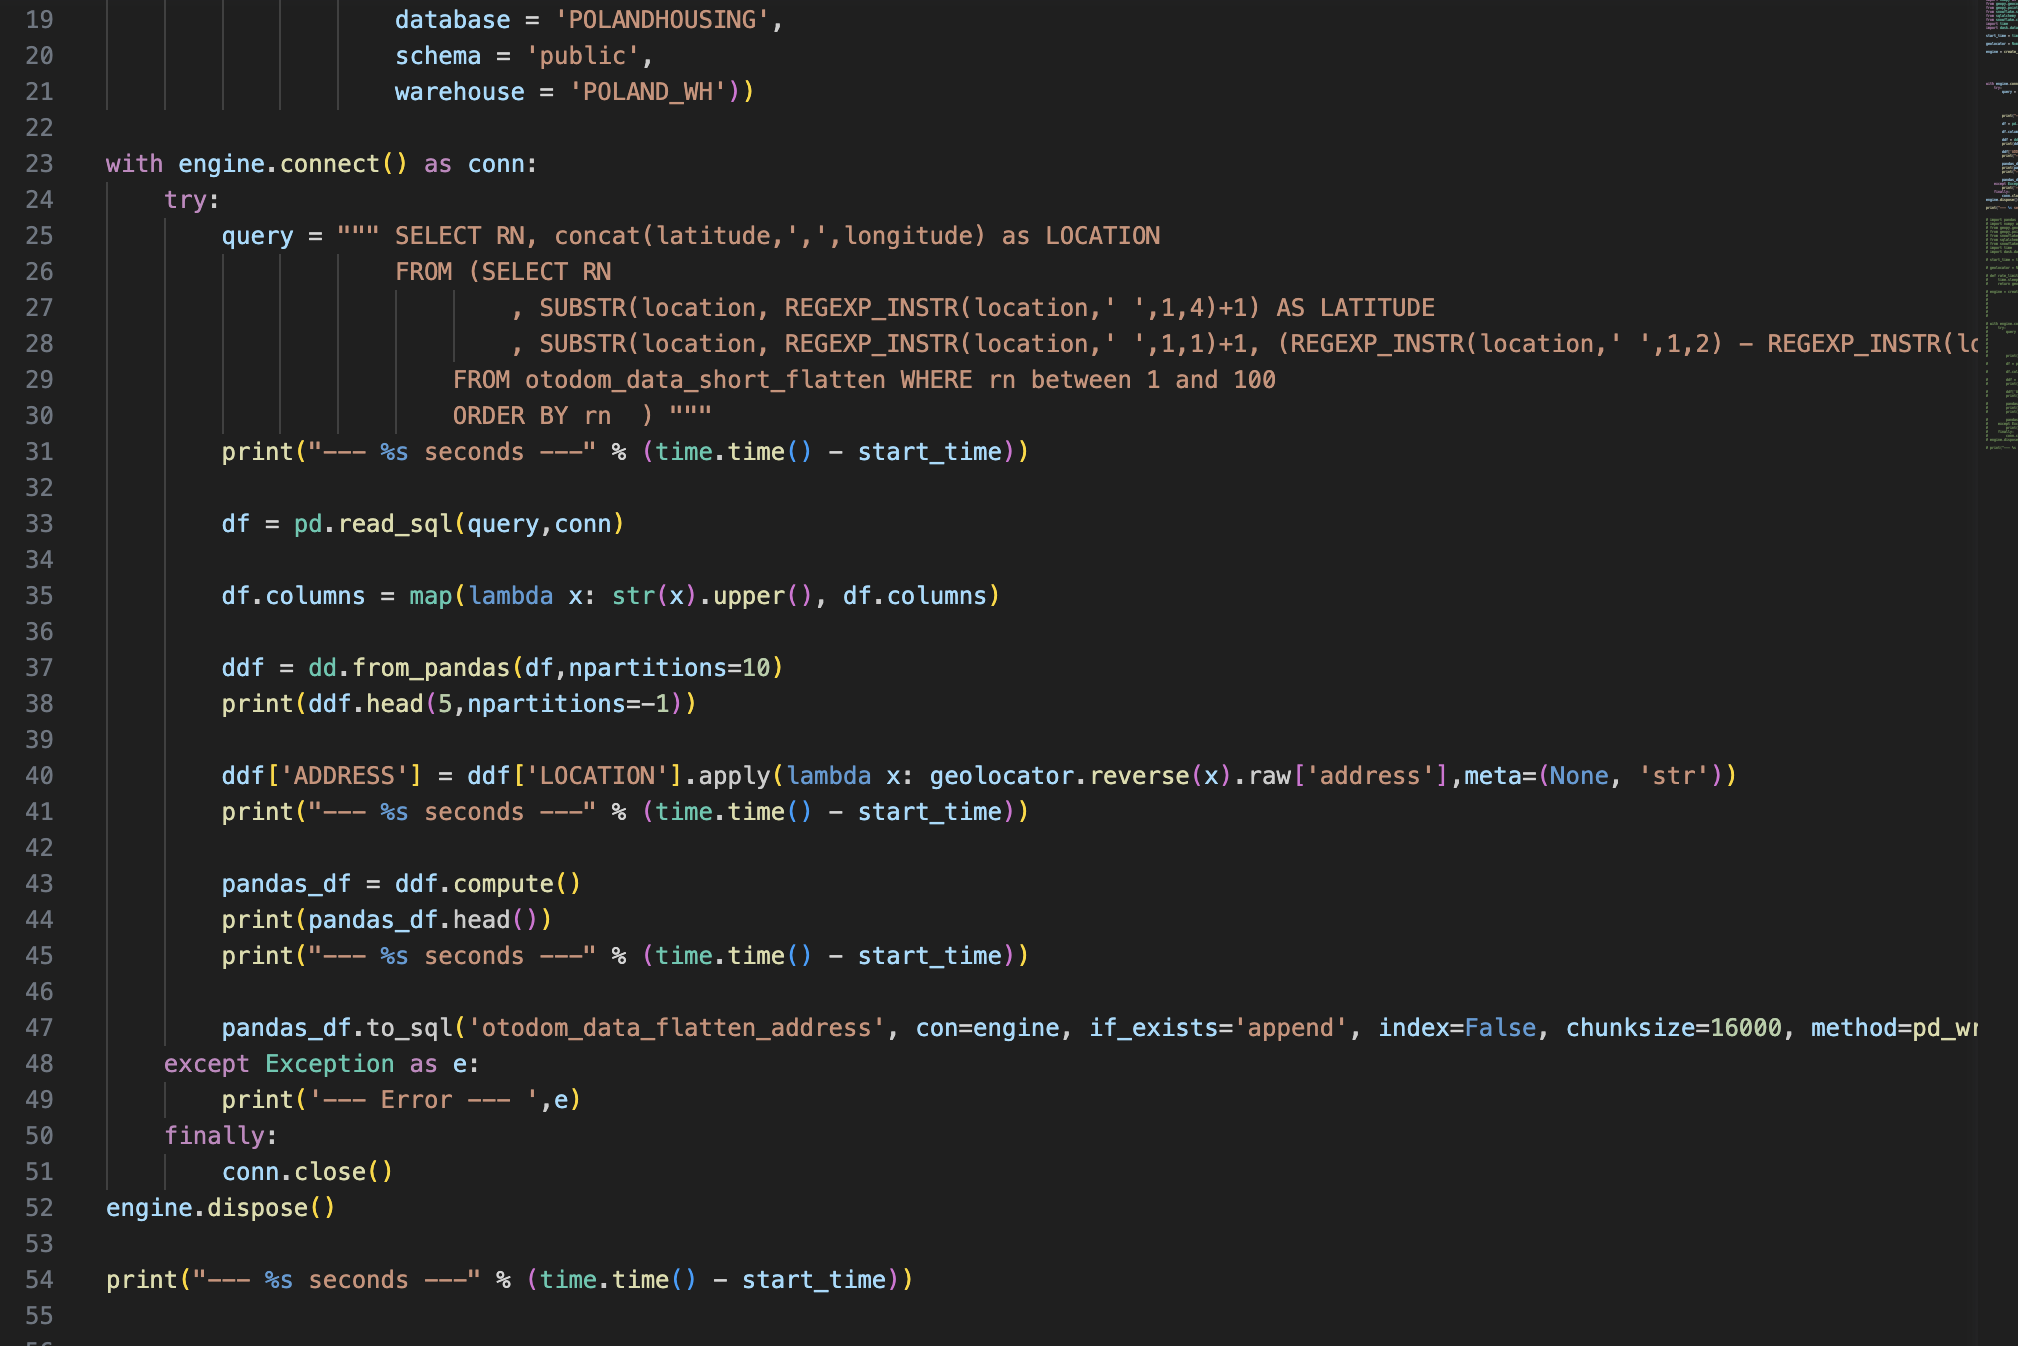 19 database = 'POLANDHOUSING',
20 schema = 'public',
21 warehouse = 'POLAND_WH'))
22
23 with engine.connect() as conn:
24 try:
25 query = """ SELECT RN, concat(latitude,',',longitude) as LOCATION
26 FROM (SELECT RN
27 , SUBSTR(location, REGEXP_INSTR(location,' ',1,4)+1) AS LATITUDE
28 , SUBSTR(location, REGEXP_INSTR(location,' ',1,1)+1, (REGEXP_INSTR(location,' ',1,2) - REGEXP_INSTR(lo
29 FROM otodom_data_short_flatten WHERE rn between 1 and 100
30 ORDER BY rn  ) """
31 print("--- %s seconds ---" % (time.time() - start_time))
32
33 df = pd.read_sql(query,conn)
34
35 df.columns = map(lambda x: str(x).upper(), df.columns)
36
37 ddf = dd.from_pandas(df,npartitions=10)
38 print(ddf.head(5,npartitions=-1))
39
40 ddf['ADDRESS'] = ddf['LOCATION'].apply(lambda x: geolocator.reverse(x).raw['address'],meta=(None, 'str'))
41 print("--- %s seconds ---" % (time.time() - start_time))
42
43 pandas_df = ddf.compute()
44 print(pandas_df.head())
45 print("--- %s seconds ---" % (time.time() - start_time))
46
47 pandas_df.to_sql('otodom_data_flatten_address', con=engine, if_exists='append', index=False, chunksize=16000, method=pd_wr
48 except Exception as e:
49 print('--- Error --- ',e)
50 finally:
51 conn.close()
52 engine.dispose()
53
54 print("--- %s seconds ---" % (time.time() - start_time))
55